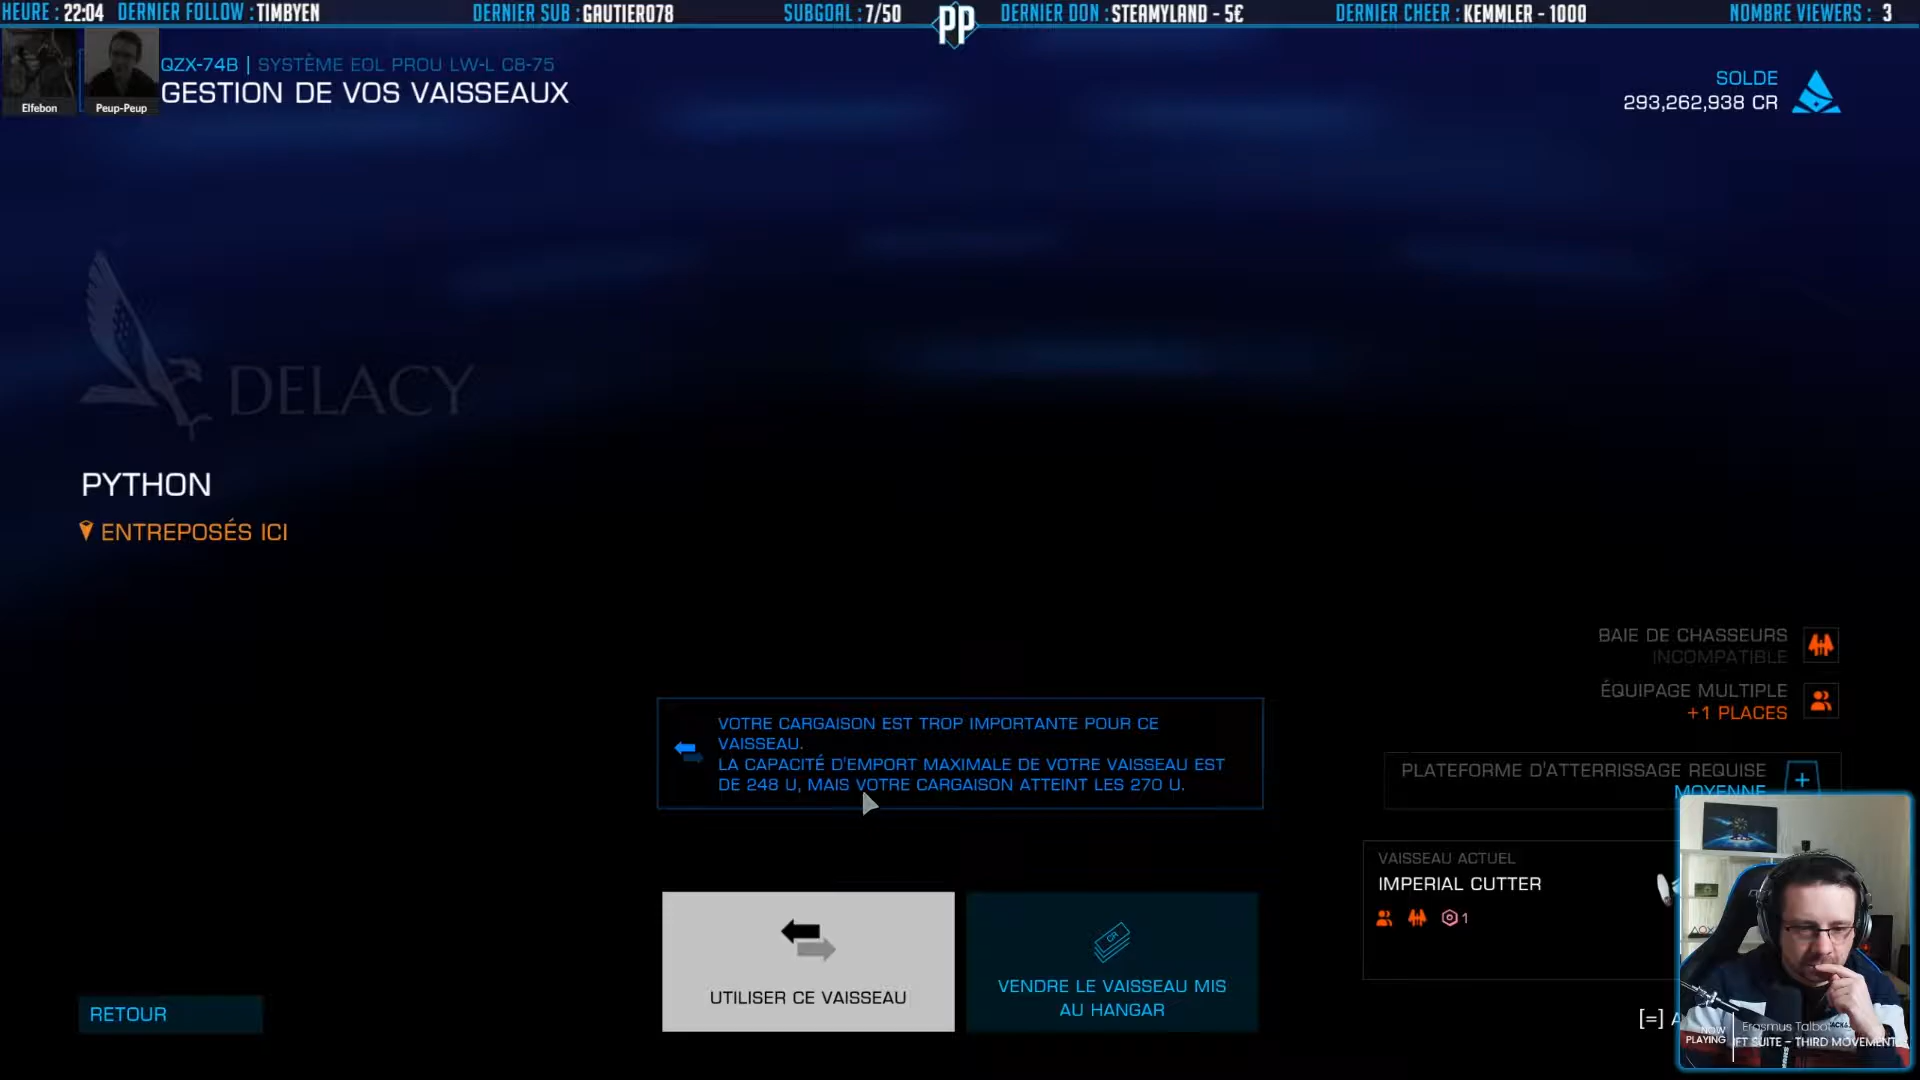 HEURE : 22:04 DERNIER FOLLOW : TIMBYEN DERNIER SUB : GAUTIER078 SUBGOAL : 7/50 PP DERNIER DON : STEAMYLAND - 5€ DERNIER CHEER : KEMMLER - 1000 NOMBRE VIEWERS : 3
Elfebon
Peup-Peup
QZX-74B | SYSTÈME EOL PROU LW-L C8-75
GESTION DE VOS VAISSEAUX
SOLDE
293,262,938 CR
DELACY
PYTHON
ENTREPOSÉS ICI
BAIE DE CHASSEURS
INCOMPATIBLE
ÉQUIPAGE MULTIPLE
+1 PLACES
VOTRE CARGAISON EST TROP IMPORTANTE POUR CE
VAISSEAU.
LA CAPACITÉ D'EMPORT MAXIMALE DE VOTRE VAISSEAU EST
DE 248 U, MAIS VOTRE CARGAISON ATTEINT LES 270 U.
PLATEFORME D'ATTERRISSAGE REQUISE
MOYENNE
VAISSEAU ACTUEL
IMPERIAL CUTTER
1
UTILISER CE VAISSEAU
VENDRE LE VAISSEAU MIS
AU HANGAR
RETOUR
[=]
NOW
PLAYING
Erasmus Talbot
SUITE - THIRD MOVEMENT